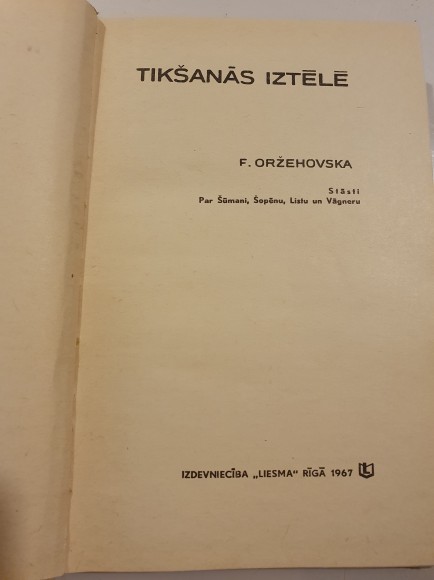 TIKŠANĀS IZTĒLĒ
F. ORŽEHOVSKA
Stāsti
Par Šūmani, Šopēnu, Listu un Vāgneru
IZDEVNIECĪBA „LIESMA" RĪGĀ 1967